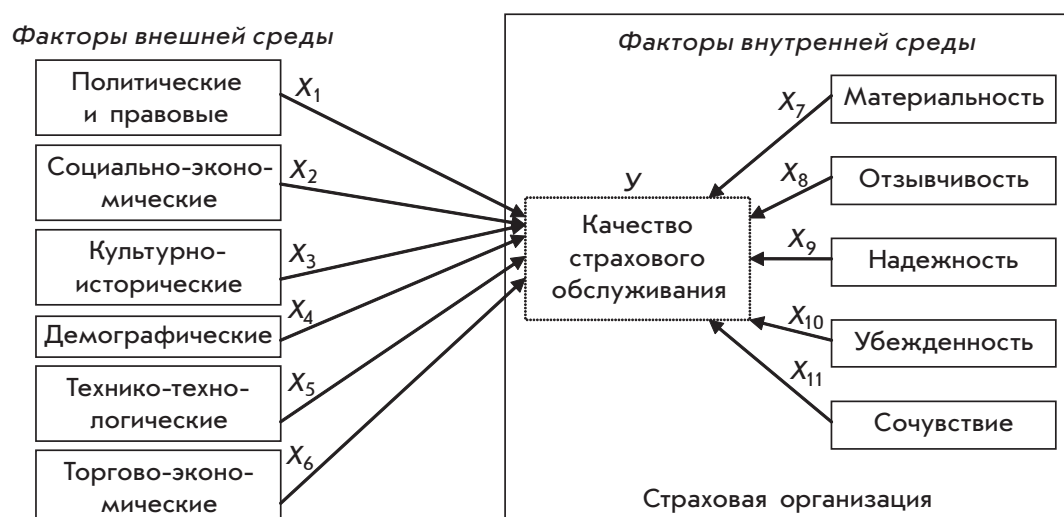 Факторы внешней среды
Политические
и правовые
Социально-эконо-
мические
Культурно-
исторические
Демографические
Технико-техно-
логические
Торгово-эконо-
мические
X1
X2
X3
X4
X5
X6
Факторы внутренней среды
У
Качество
страхового
обслуживания
X7
X8
X9
X10
X11
Материальность
Отзывчивость
Надежность
Убежденность
Сочувствие
Страховая организация